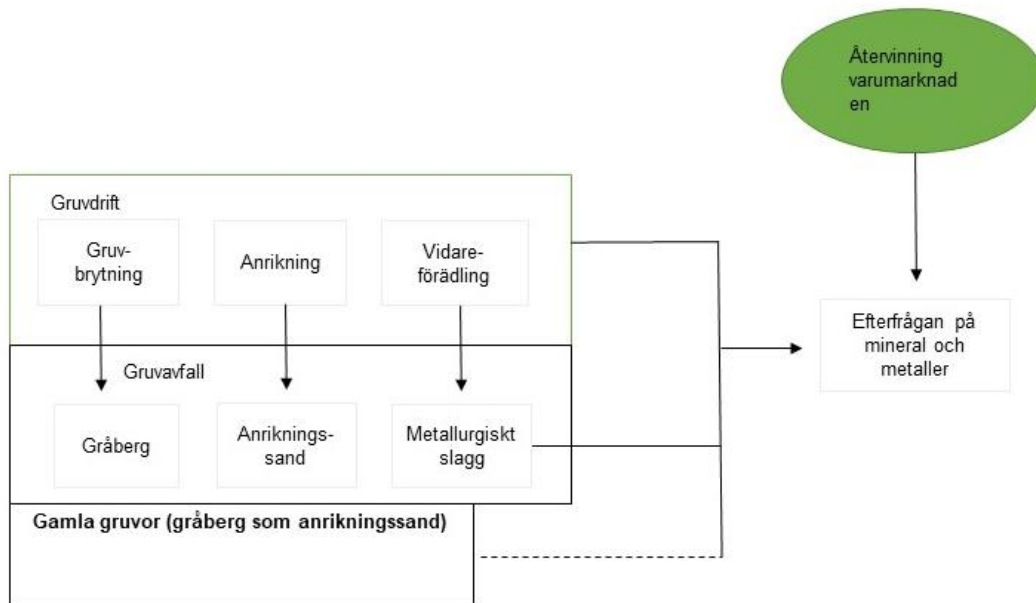 Återvinning
varumarknad
en
Gruvdrift
Gruv-
brytning
Anrikning
Vidare-
förädling
Efterfrågan på
mineral och
metaller
Gruvavfall
Gråberg
Anriknings-
sand
Metallurgiskt
slagg
Gamla gruvor (gråberg som anrikningssand)